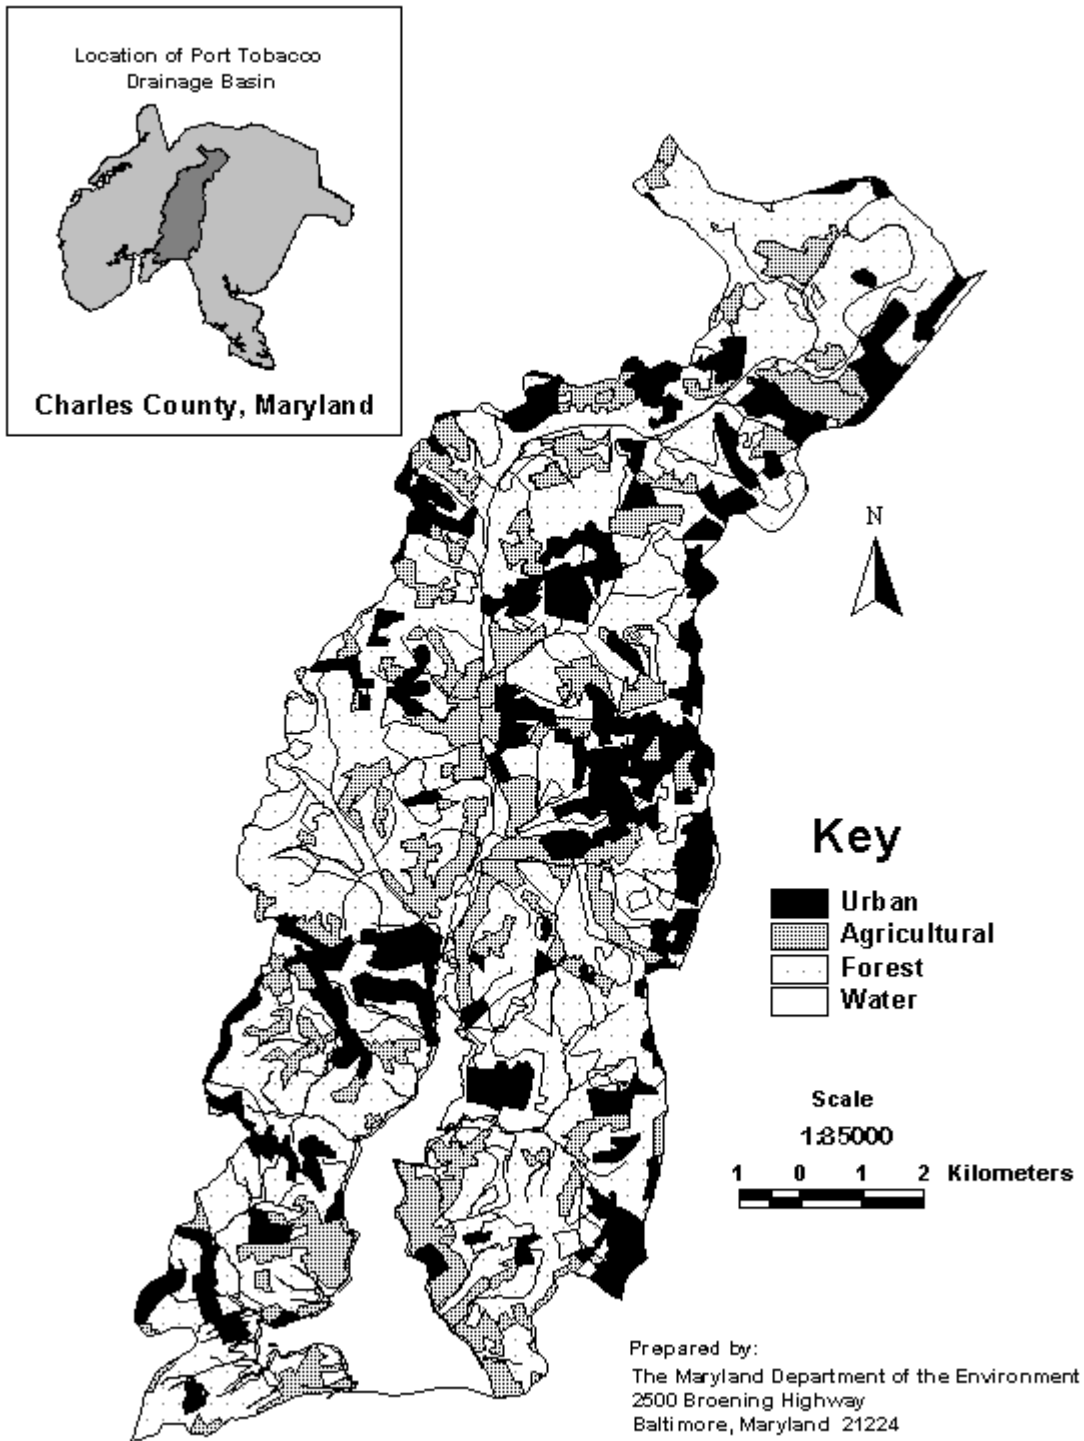 Location of Port Tobacco
Drainage Basin
Charles County, Maryland
N
Key
Urban
Agricultural
Forest
Water
Scale
1:85000
1 0 1 2 Kilometers
Prepared by:
The Maryland Department of the Environment
2500 Broening Highway
Baltimore, Maryland 21224